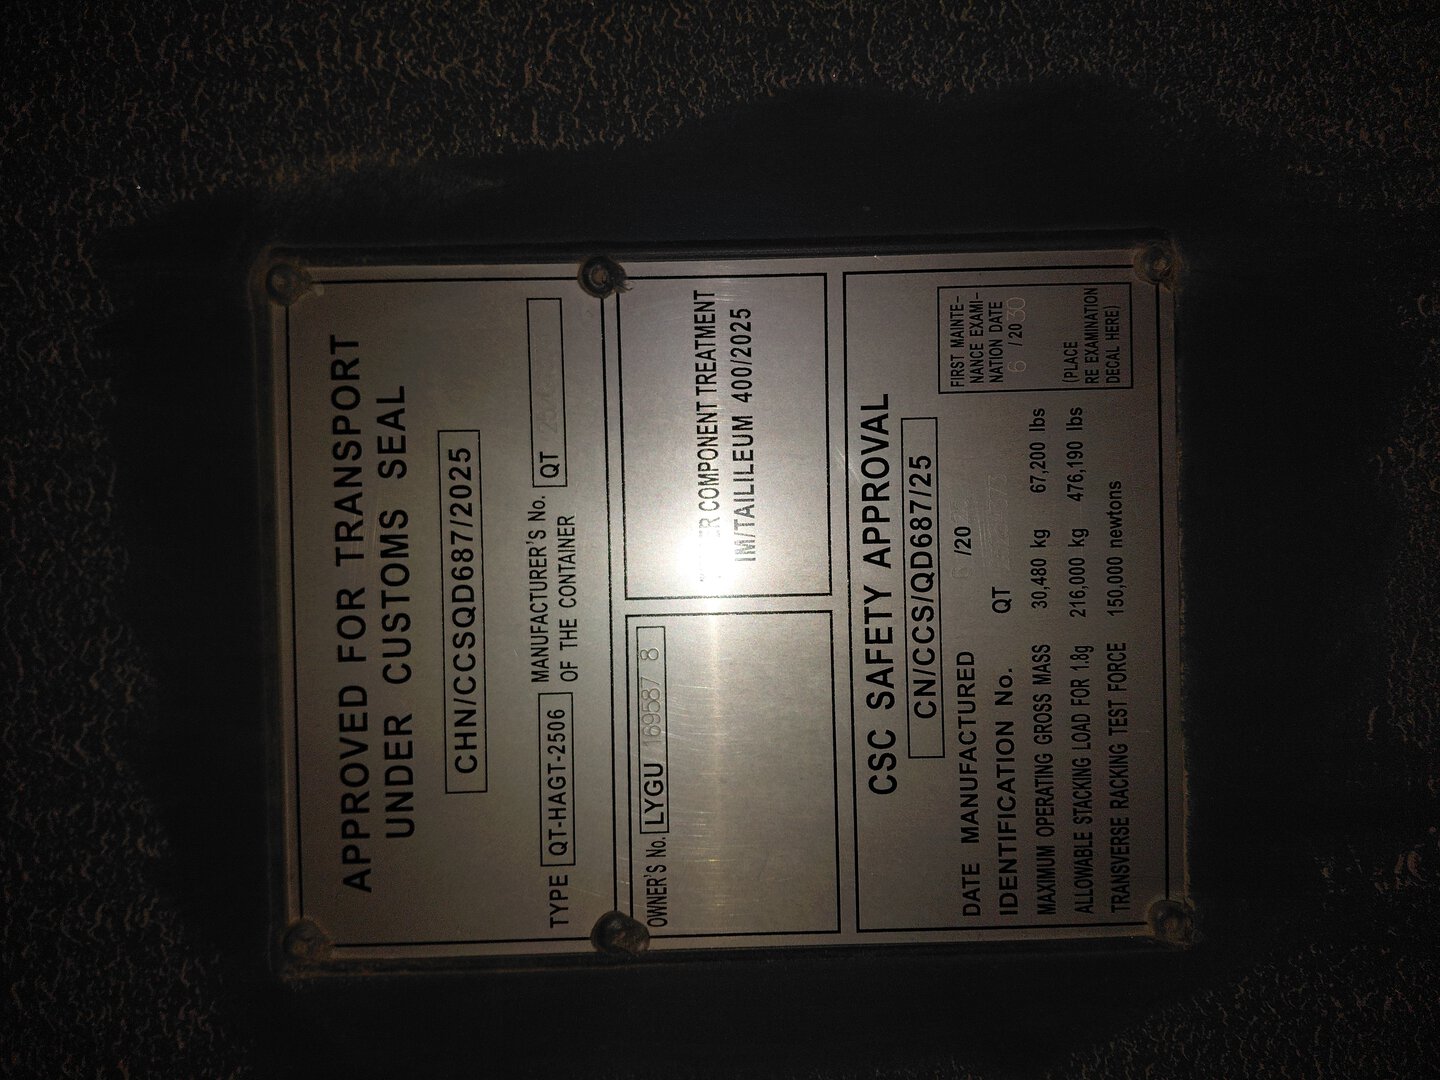 APPROVED FOR TRANSPORT
UNDER CUSTOMS SEAL
CHN/CCSQD687/2025
TYPE QT-HAGT-2506 MANUFACTURER'S No. QT
OF THE CONTAINER
OWNER'S No. LYGU 169587 8
COMPONENT TREATMENT
IM/TAILILEUM 400/2025
CSC SAFETY APPROVAL
CN/CCS/QD687/25
DATE MANUFACTURED /20
IDENTIFICATION No. QT
MAXIMUM OPERATING GROSS MASS 30,480 kg 67,200 lbs
ALLOWABLE STACKING LOAD FOR 1.8g 216,000 kg 476,190 lbs
TRANSVERSE RACKING TEST FORCE 150,000 newtons
FIRST MAINTE-
NANCE EXAMI-
NATION DATE
6 /2030
(PLACE
RE EXAMINATION
DECAL HERE)